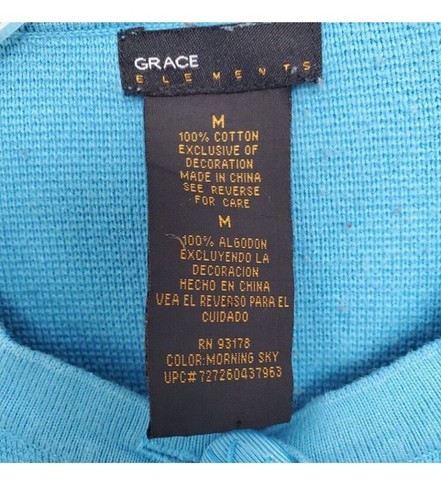 GRACE
ELEMENTS
M
100% COTTON
EXCLUSIVE OF
DECORATION
MADE IN CHINA
SEE REVERSE
FOR CARE
M
100% ALGODON
EXCLUYENDO LA
DECORACION
HECHO EN CHINA
VEA EL REVERSO PARA EL
CUIDADO
RN 93178
COLOR:MORNING SKY
UPC#727260437963